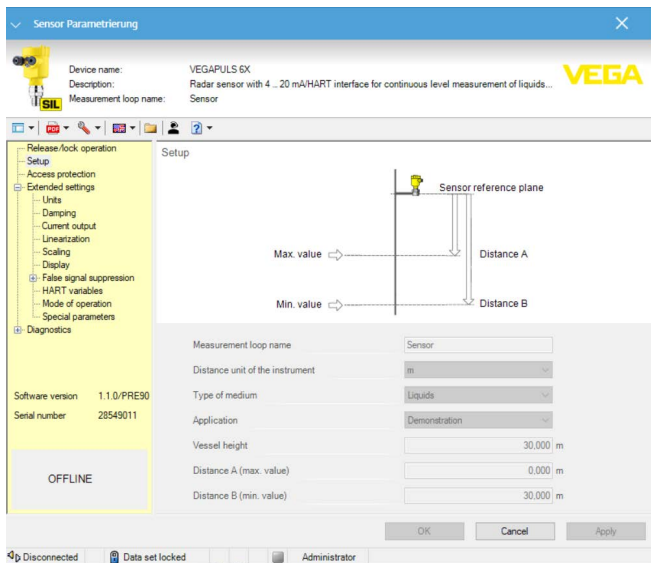 Sensor Parametrierung
Device name: VEGAPULS 6X
Description: Radar sensor with 4 .. 20 mA/HART interface for continuous level measurement of liquids...
Measurement loop name: Sensor
SIL
VEGA
PDF
Release/lock operation
Setup
Access protection
Extended settings
Units
Damping
Current output
Linearization
Scaling
Display
False signal suppression
HART variables
Mode of operation
Special parameters
Diagnostics
Software version 1.1.0/PRE90
Serial number 28549011
OFFLINE
Setup
Sensor reference plane
Max. value
Distance A
Min. value
Distance B
Measurement loop name Sensor
Distance unit of the instrument m
Type of medium Liquids
Application Demonstration
Vessel height 30,000 m
Distance A (max. value) 0,000 m
Distance B (min. value) 30,000 m
OK Cancel Apply
Disconnected Data set locked Administrator